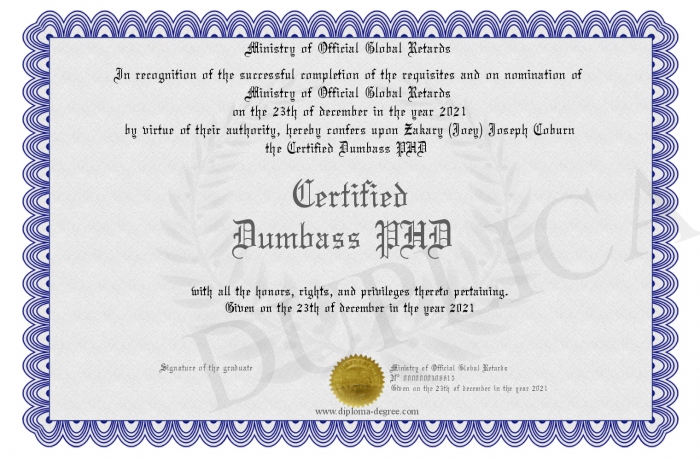 Ministry of Official Global Retards
In recognition of the successful completion of the requisites and on nomination of
Ministry of Official Global Retards
on the 23th of december in the year 2021
by virtue of their authority, hereby confers upon Zakary (Joey) Joseph Coburn
the Certified Dumbass PHD
Certified
Dumbass PHD
with all the honors, rights, and privileges thereto pertaining.
Given on the 23th of december in the year 2021
DUPLICA
Signature of the graduate
Ministry of Official Global Retards
Given on the 23th of december in the year 2021
www.diploma-degree.com